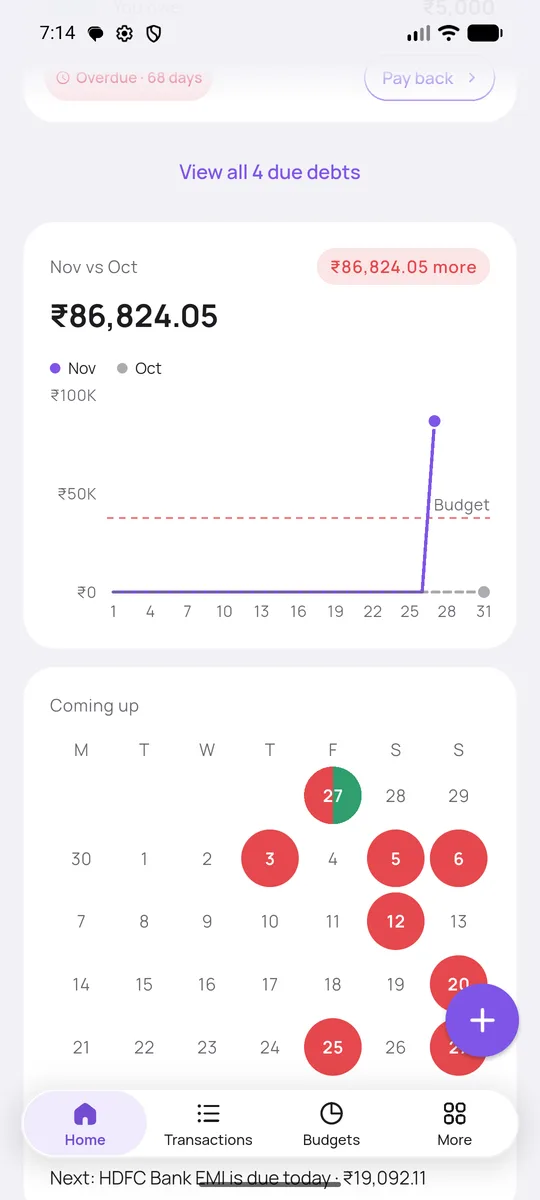 ₹5,000
7:14
Overdue · 68 days
Pay back
View all 4 due debts
Nov vs Oct
₹86,824.05 more
₹86,824.05
Nov
Oct
₹100K
₹50K
Budget
₹0
1 4 7 10 13 16 19 22 25 28 31
Coming up
M T W T F S S
27 28 29
30 1 2 3 4 5 6
7 8 9 10 11 12 13
14 15 16 17 18 19 20
21 22 23 24 25 26
Home
Transactions
Budgets
More
Next: HDFC Bank EMI is due today · ₹19,092.11